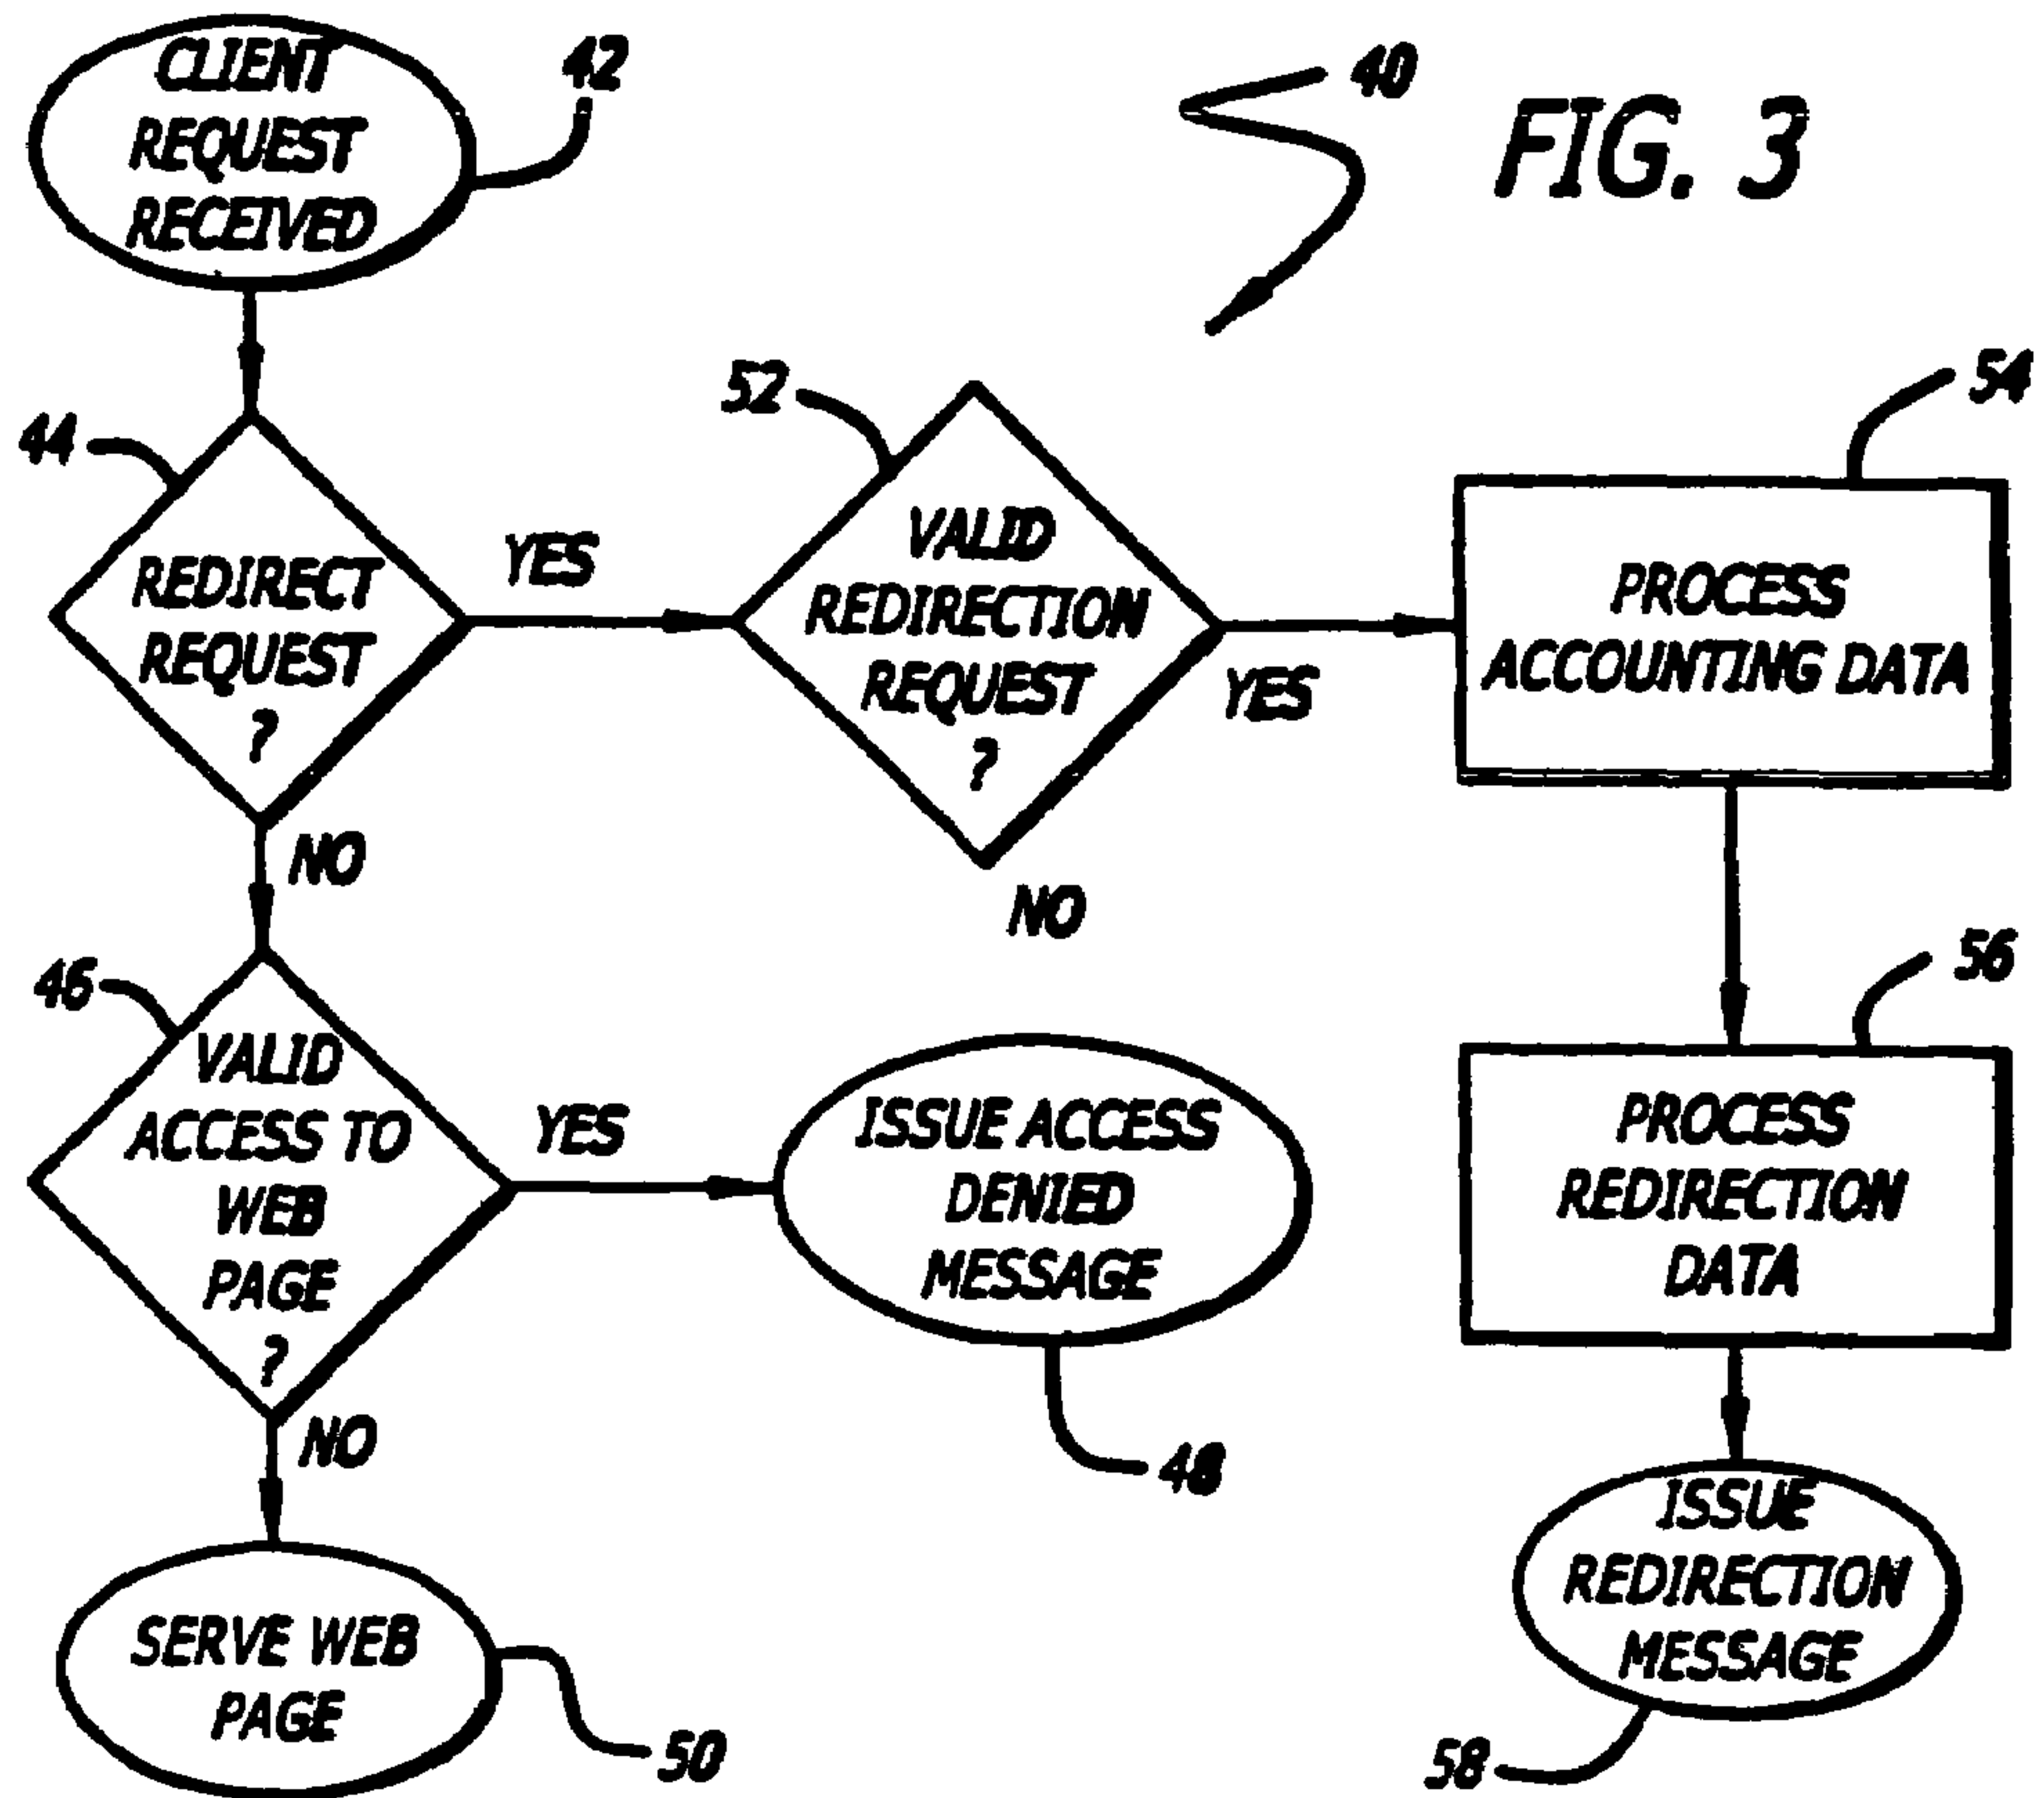 CLIENT
REQUEST
RECEIVED
42
40
FIG. 3
44
REDIRECT
REQUEST
?
YES
NO
52
VALID
REDIRECTION
REQUEST
?
YES
NO
54
PROCESS
ACCOUNTING DATA
46
VALID
ACCESS TO
WEB
PAGE
?
YES
NO
ISSUE ACCESS
DENIED
MESSAGE
48
56
PROCESS
REDIRECTION
DATA
SERVE WEB
PAGE
50
ISSUE
REDIRECTION
MESSAGE
58